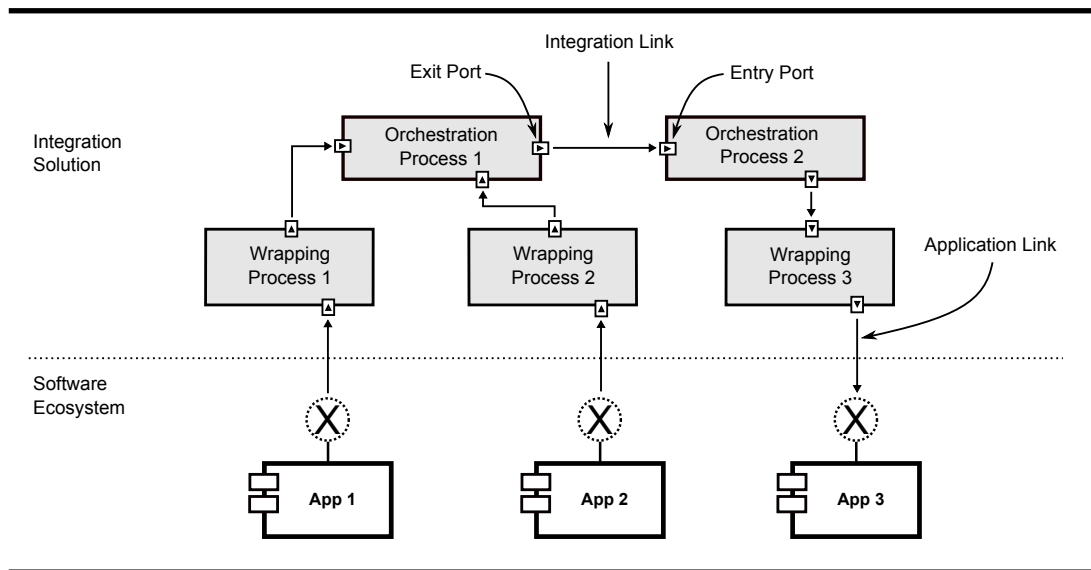 Integration Link
Exit Port
Entry Port
Integration
Solution
Orchestration
Process 1
Orchestration
Process 2
Wrapping
Process 1
Wrapping
Process 2
Wrapping
Process 3
Application Link
Software
Ecosystem
X
X
X
App 1
App 2
App 3